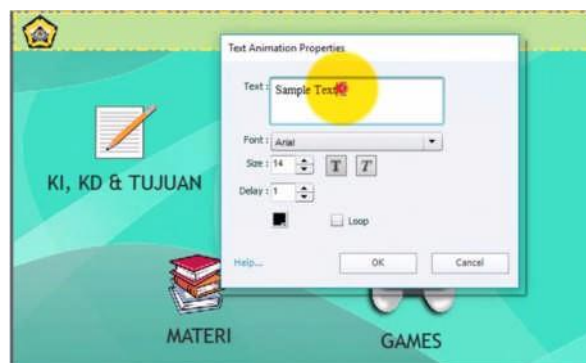 Text Animation Properties
Text :
Sample Text
Font : Arial
Size : 14
T T
Delay : 1
Loop
Help...
OK
Cancel
KI, KD & TUJUAN
MATERI
GAMES